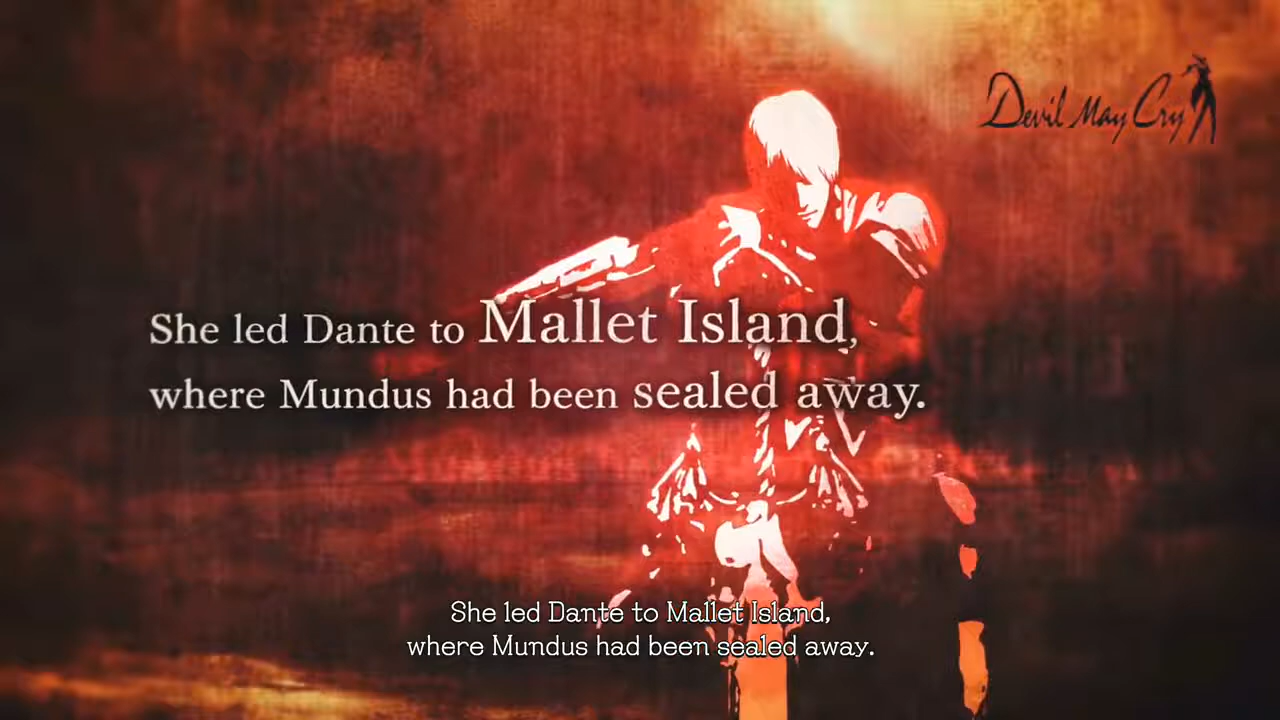 Devil May Cry
She led Dante to Mallet Island,
where Mundus had been sealed away.
She led Dante to Mallet Island,
where Mundus had been sealed away.